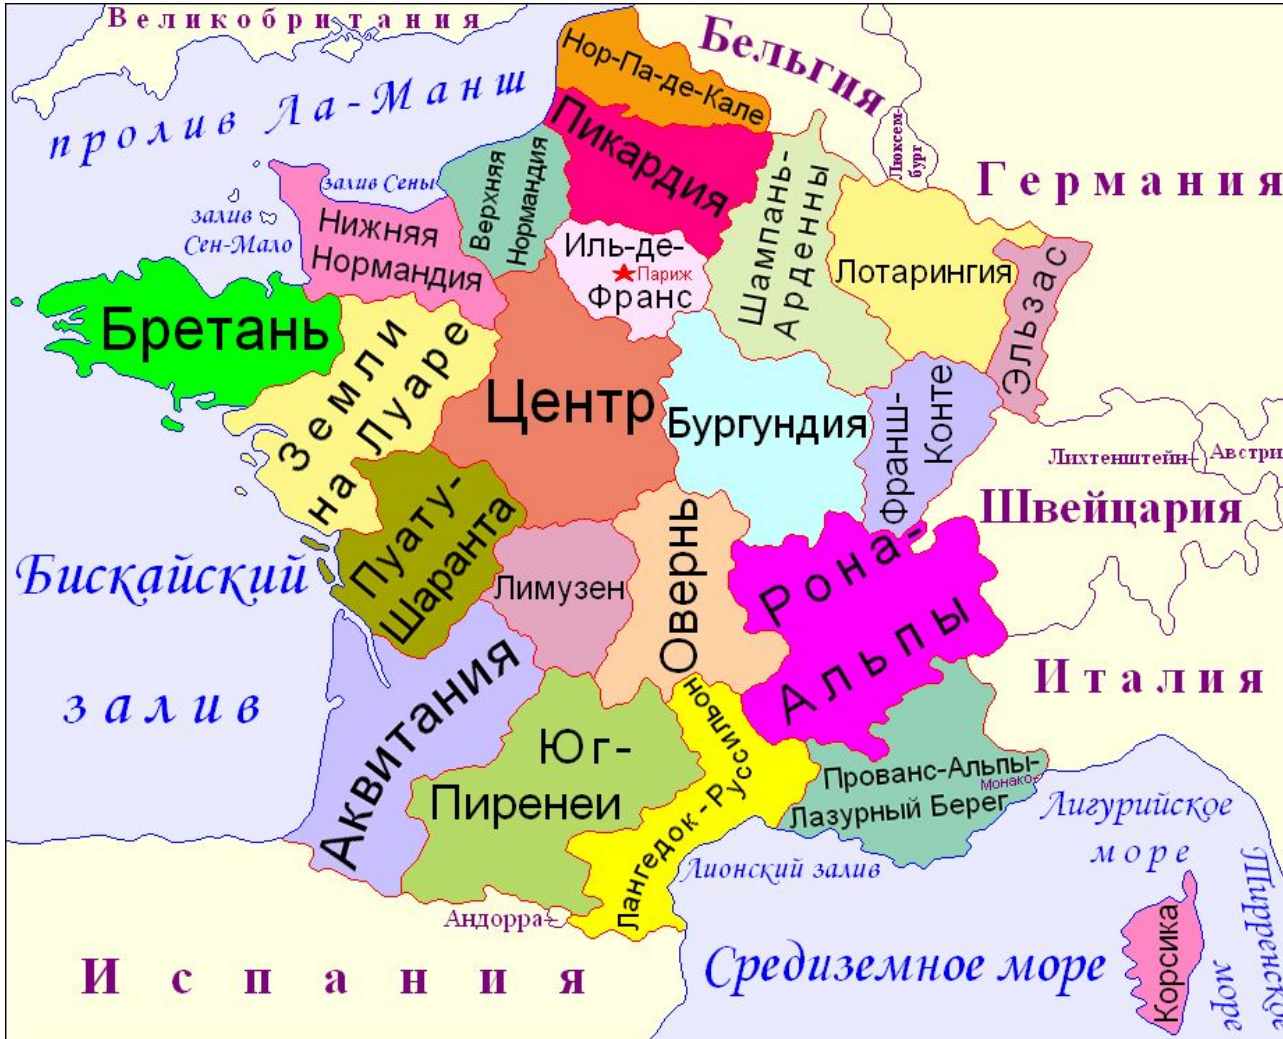 Великобритания
пролив Ла-Манш
Нор-Па-де-Кале
Бельгия
Люксем-
бург
Германия
Пикардия
Верхняя
Нормандия
залив Сены
залив
Сен-Мало
Нижняя
Нормандия
Иль-де-
Париж
Франс
Шампань-
Арденны
Лотарингия
Эльзас
Бретань
Земли
на Луаре
Центр
Бургундия
Франш-
Конте
Лихтенштейн
Австри
Швейцария
Бискайский
залив
Пуату-
Шаранта
Лимузен
Овернь
Рона-
Альпы
Италия
Аквитания
Юг-
Пиренеи
Лангедок - Руссильон
Прованс-Альпы-
Монако
Лазурный Берег
Лигурийское
море
Лионский залив
Тирренское
море
Андорра
Испания
Средиземное море
Корсика